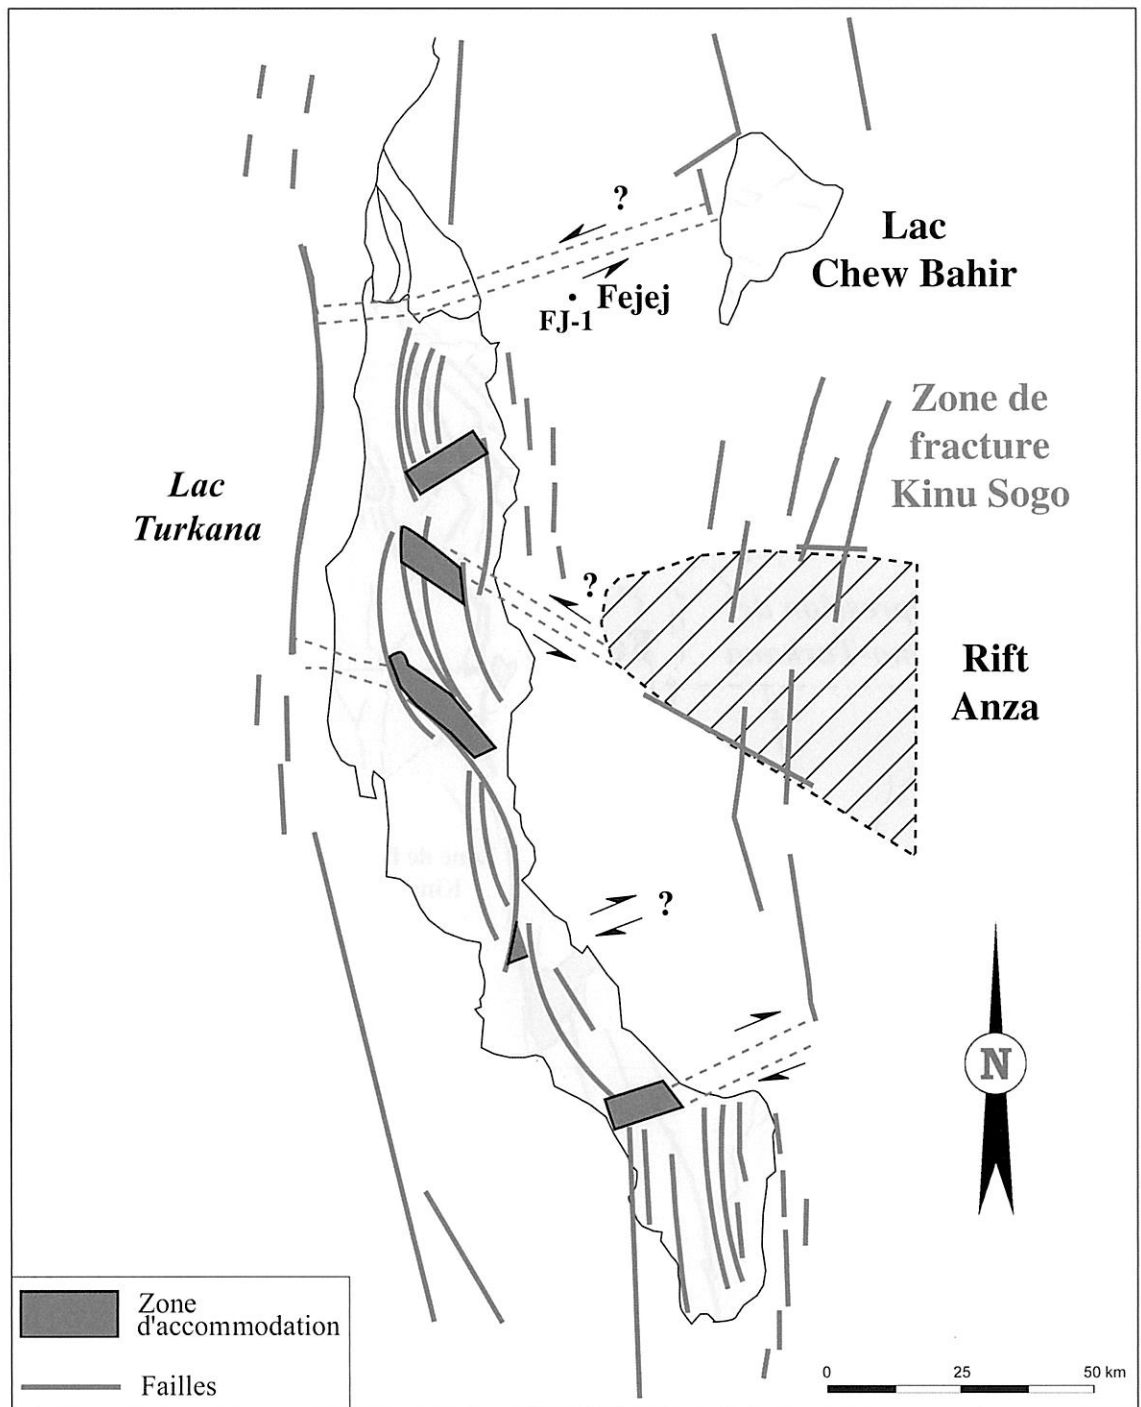 ?
Lac
Chew Bahir
Fejej
FJ-1
Zone de
fracture
Kinu Sogo
Lac
Turkana
?
Rift
Anza
?
N
Zone
d'accommodation
Failles
0 25 50 km